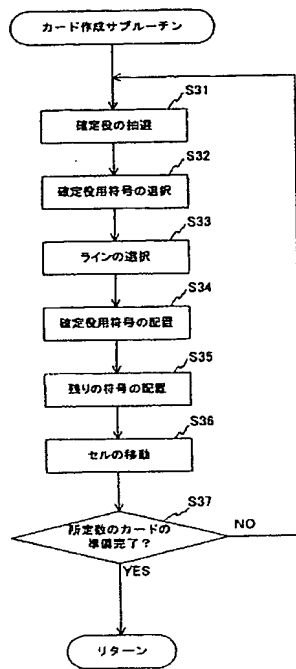 カード作成サブルーチン
S31
確定役の抽選
S32
確定役用符号の選択
S33
ラインの選択
S34
確定役用符号の配置
S35
残りの符号の配置
S36
セルの移動
S37
所定数のカードの
準備完了?
NO
YES
リターン